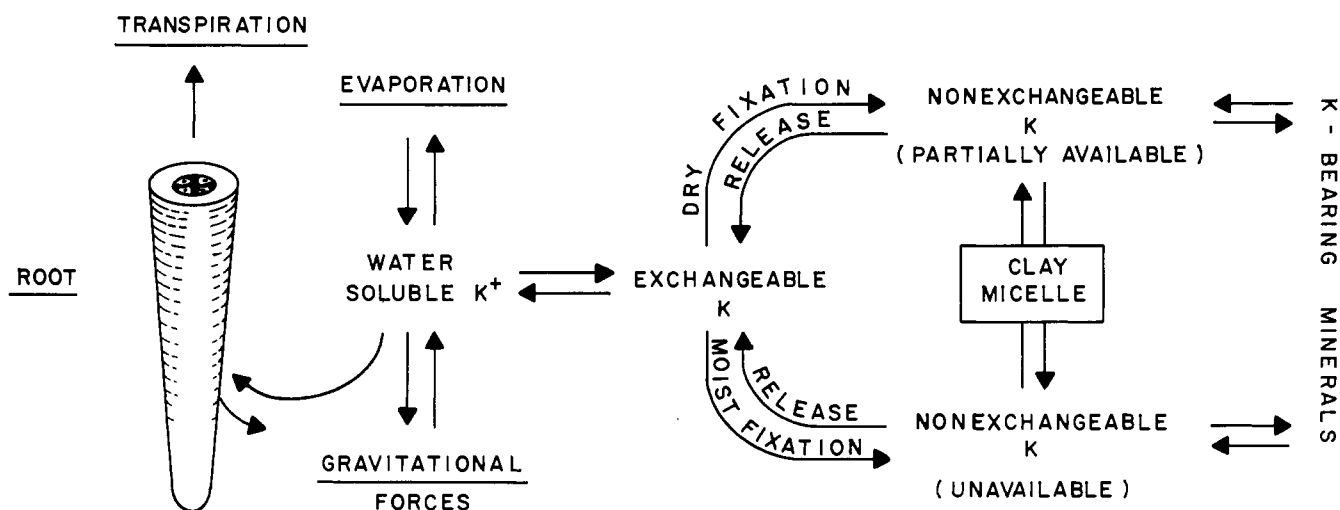 TRANSPIRATION
EVAPORATION
ROOT
WATER
SOLUBLE K⁺
GRAVITATIONAL
FORCES
EXCHANGEABLE
K
DRY FIXATION
RELEASE
MOIST FIXATION
RELEASE
NONEXCHANGEABLE
K
(PARTIALLY AVAILABLE)
CLAY
MICELLE
NONEXCHANGEABLE
K
(UNAVAILABLE)
K - BEARING MINERALS